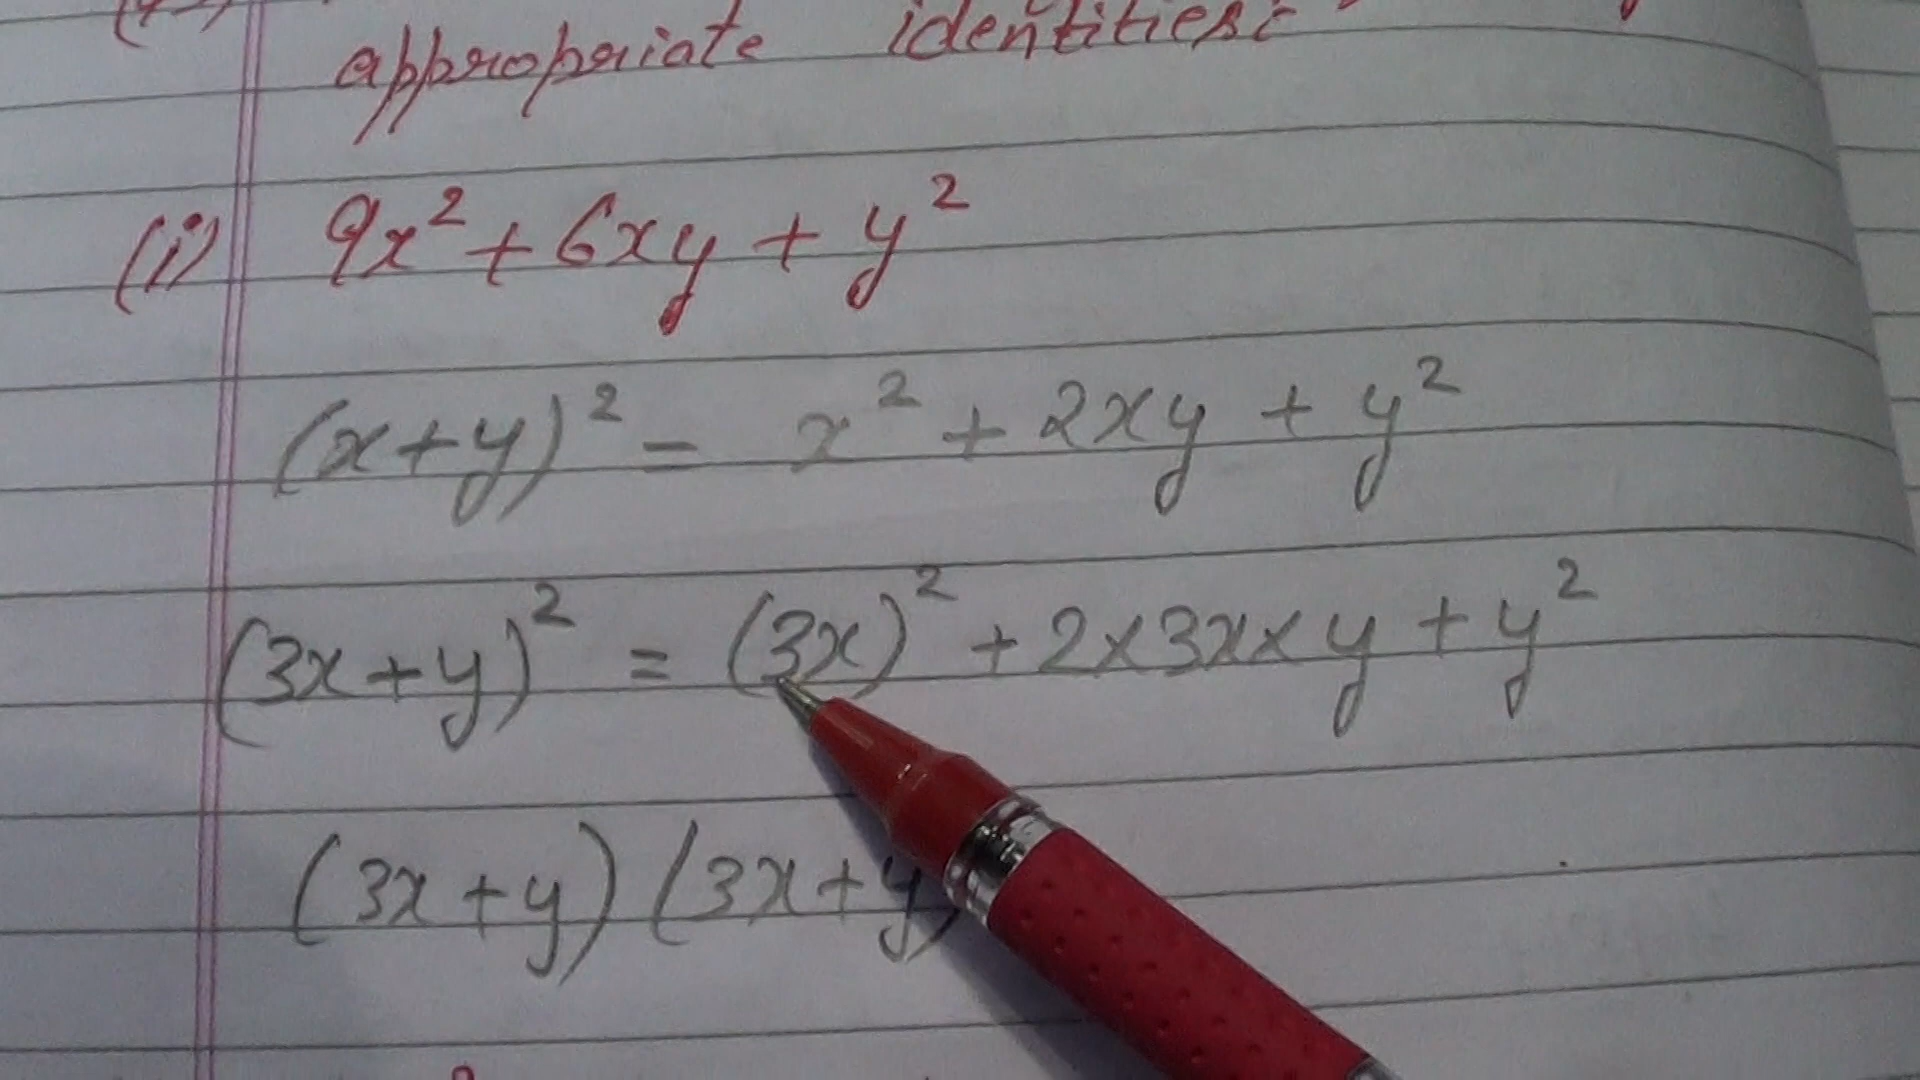 appropriate identities:
(i) 9x² + 6xy + y²
(x+y)² = x² + 2xy + y²
(3x+y)² = (3x)² + 2×3x×y + y²
(3x+y)(3x+y)